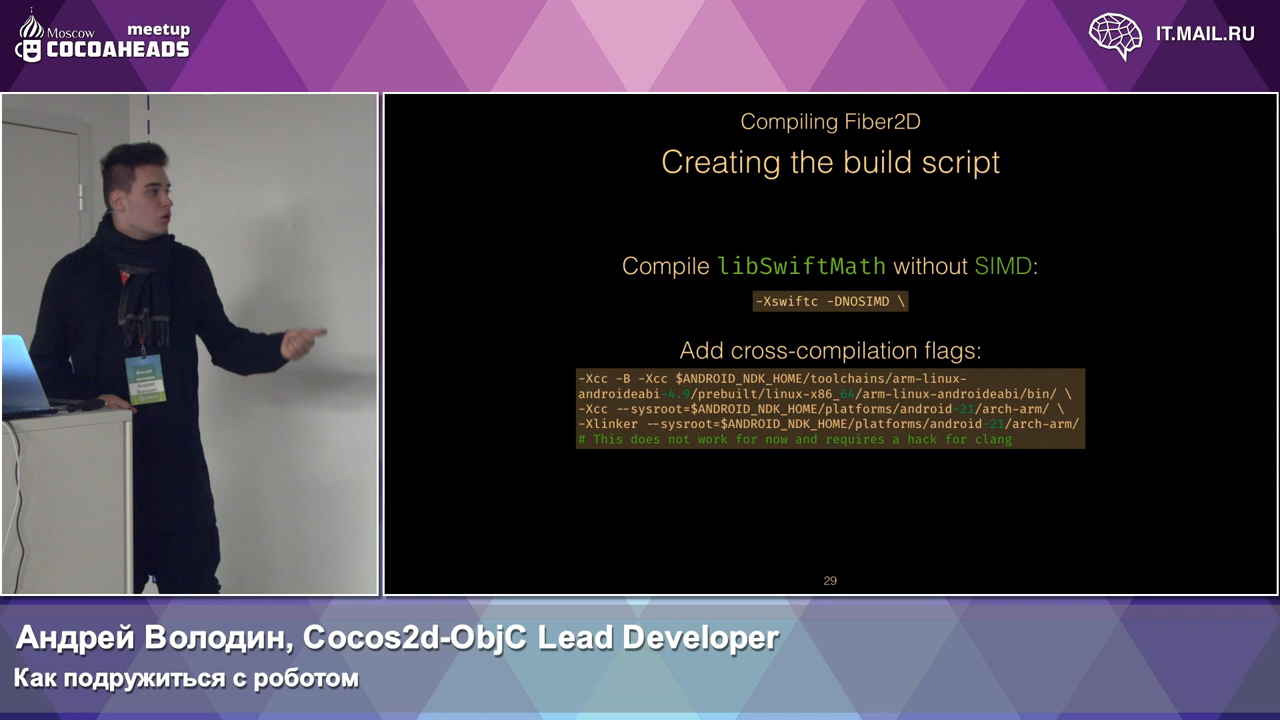 Moscow
meetup
COCOAHEADS
IT.MAIL.RU
Compiling Fiber2D
Creating the build script
Compile libSwiftMath without SIMD:
-Xswiftc -DNOSIMD \
Add cross-compilation flags:
-Xcc -B -Xcc $ANDROID_NDK_HOME/toolchains/arm-linux-
androideabi-4.9/prebuilt/linux-x86_64/arm-linux-androideabi/bin/ \
-Xcc --sysroot=$ANDROID_NDK_HOME/platforms/android-21/arch-arm/ \
-Xlinker --sysroot=$ANDROID_NDK_HOME/platforms/android-21/arch-arm/
# This does not work for now and requires a hack for clang
29
Андрей Володин, Cocos2d-ObjC Lead Developer
Как подружиться с роботом